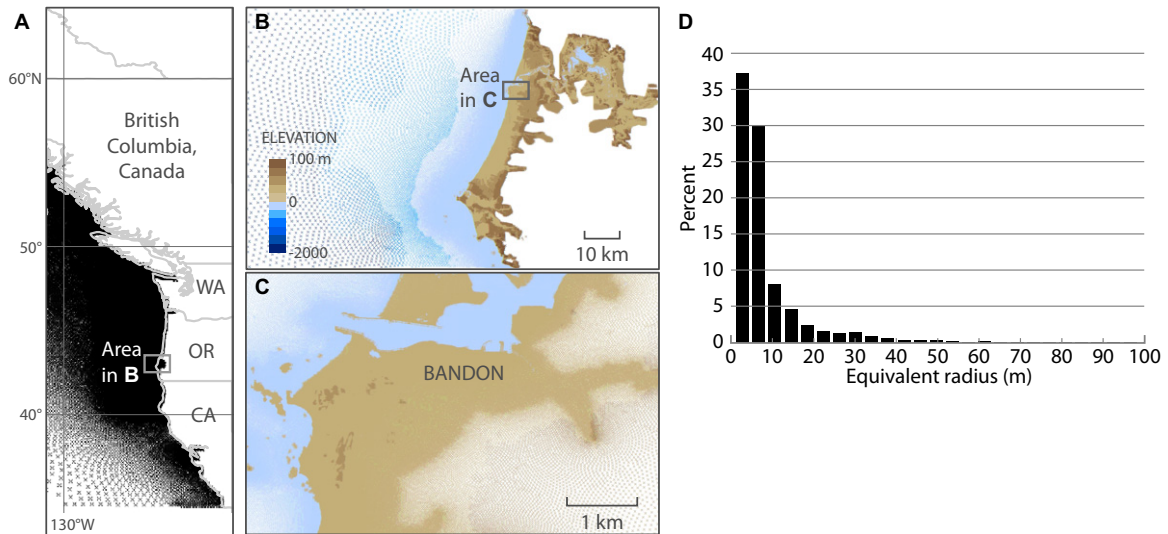 A
60°N
British
Columbia,
Canada
50°
WA
OR
Area
in B
CA
40°
130°W
B
Area
in C
ELEVATION
100 m
0
-2000
10 km
C
BANDON
1 km
D
40
35
30
25
20
15
10
5
0
Percent
0 10 20 30 40 50 60 70 80 90 100
Equivalent radius (m)